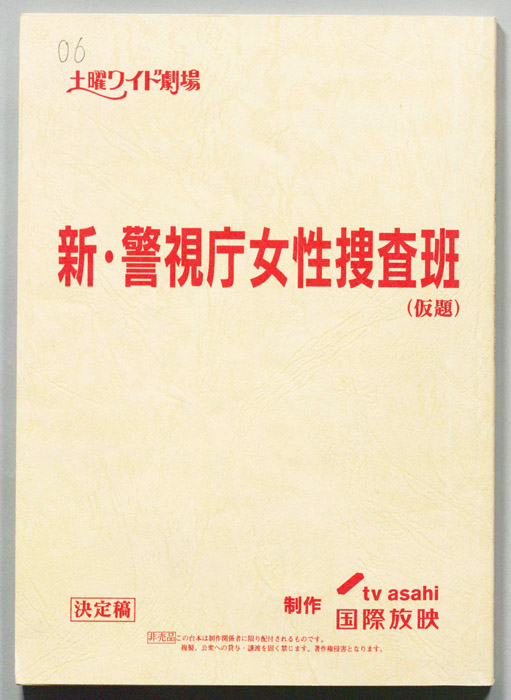 06
土曜ワイド劇場
新・警視庁女性捜査班
(仮題)
決定稿
制作 tv asahi
国際放映
非売品 この台本は制作関係者に限り配付されるものです。
複製、公衆への貸与・譲渡を固く禁じます。著作権侵害となります。